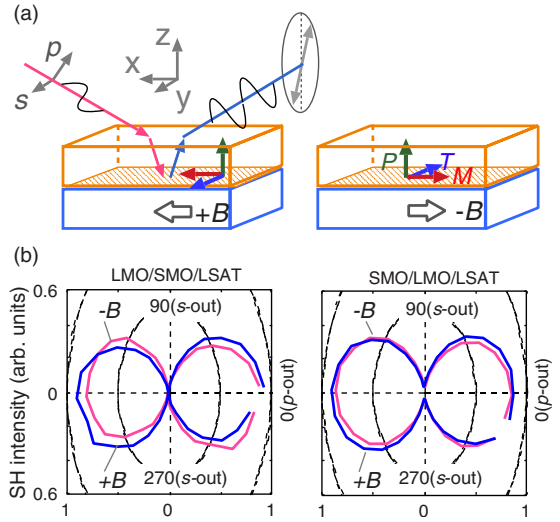 (a)
p
s
z
x
y
P
T
M
+B
-B
(b)
LMO/SMO/LSAT
SMO/LMO/LSAT
SH intensity (arb. units)
0.6
0
0.6
-B
90(s-out)
+B
270(s-out)
0(p-out)
1
0
1
-B
90(s-out)
+B
270(s-out)
0(p-out)
1
0
1